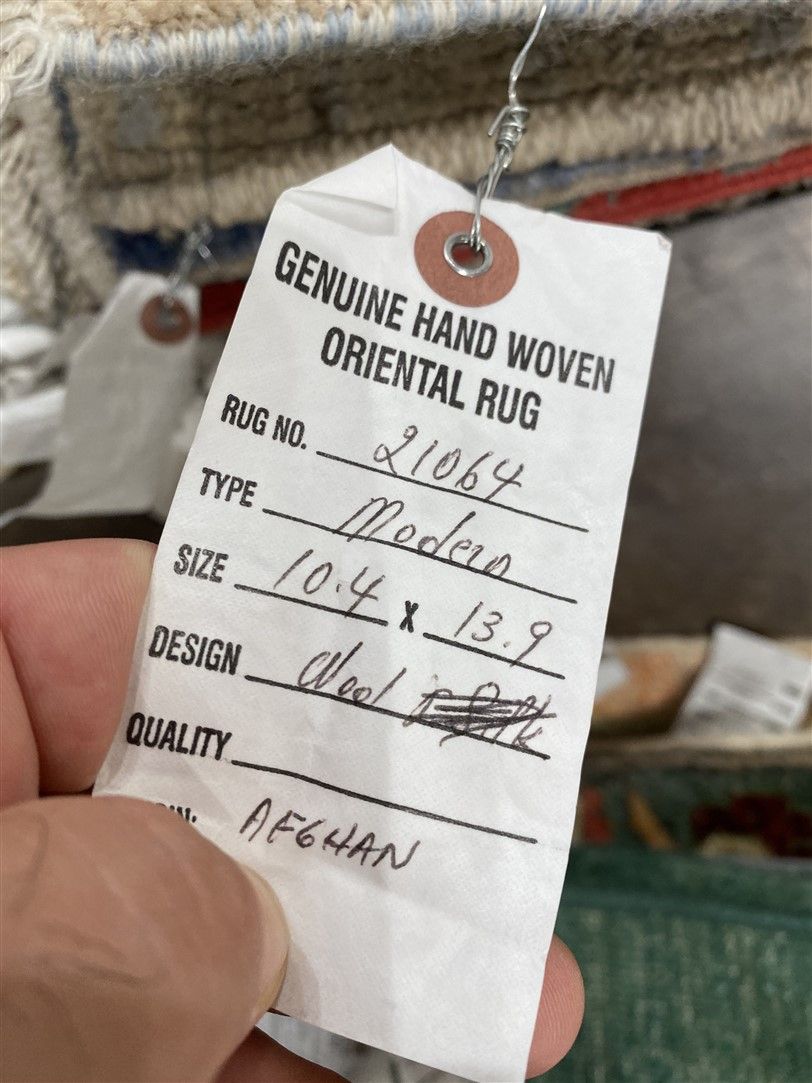 GENUINE HAND WOVEN
ORIENTAL RUG
RUG NO. 21064
TYPE Modern
SIZE 10.4 X 13.9
DESIGN Wool
QUALITY
IN: AFGHAN